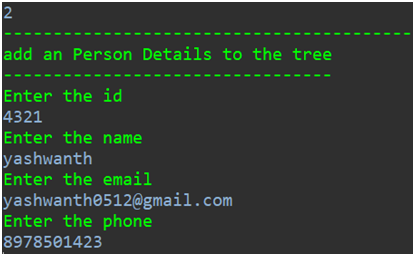 2
-----------------------------------------
add an Person Details to the tree
---------------------------------
Enter the id
4321
Enter the name
yashwanth
Enter the email
yashwanth0512@gmail.com
Enter the phone
8978501423